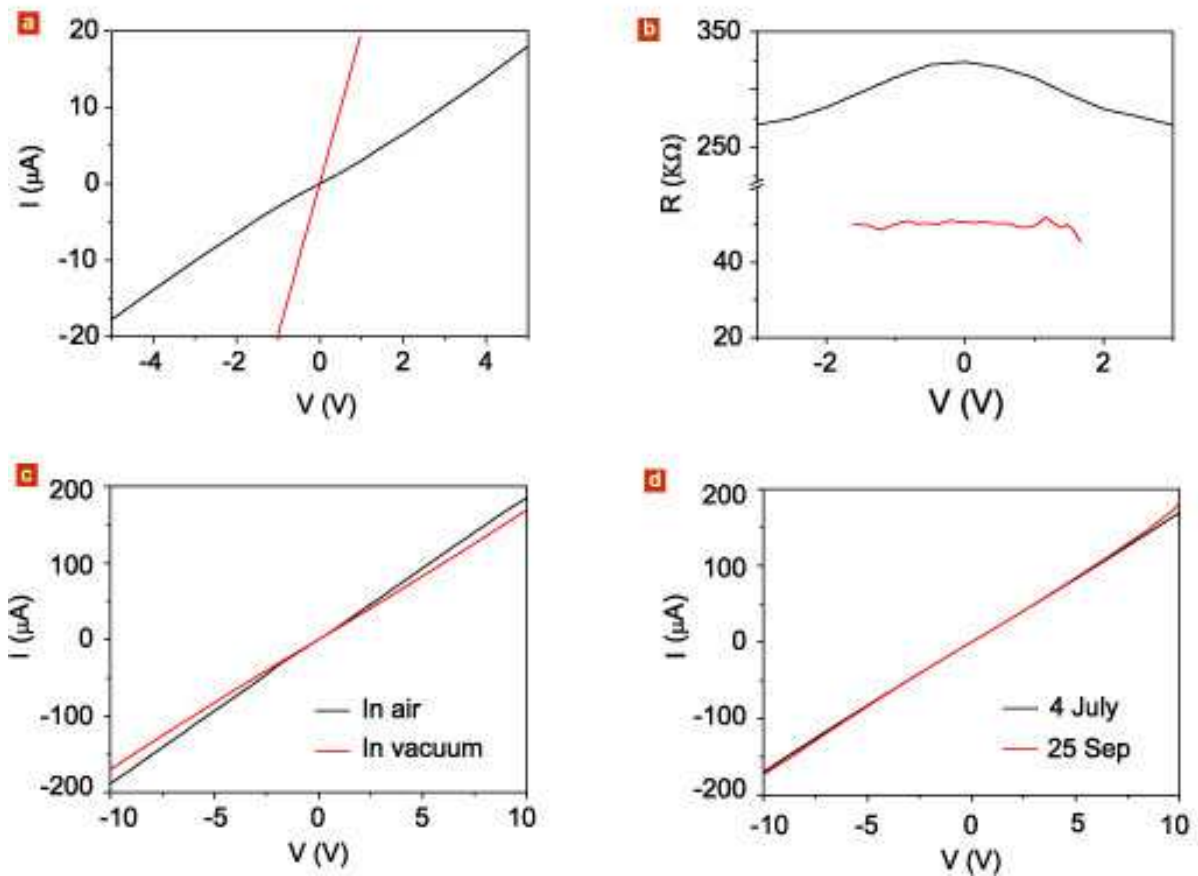 a
20
10
0
-10
-20
-4 -2 0 2 4
I (μA)
V (V)
b
350
250
40
20
-2 0 2
R (KΩ)
V (V)
c
200
100
0
-100
-200
-10 -5 0 5 10
I (μA)
V (V)
In air
In vacuum
d
200
100
0
-100
-200
-10 -5 0 5 10
I (μA)
V (V)
4 July
25 Sep